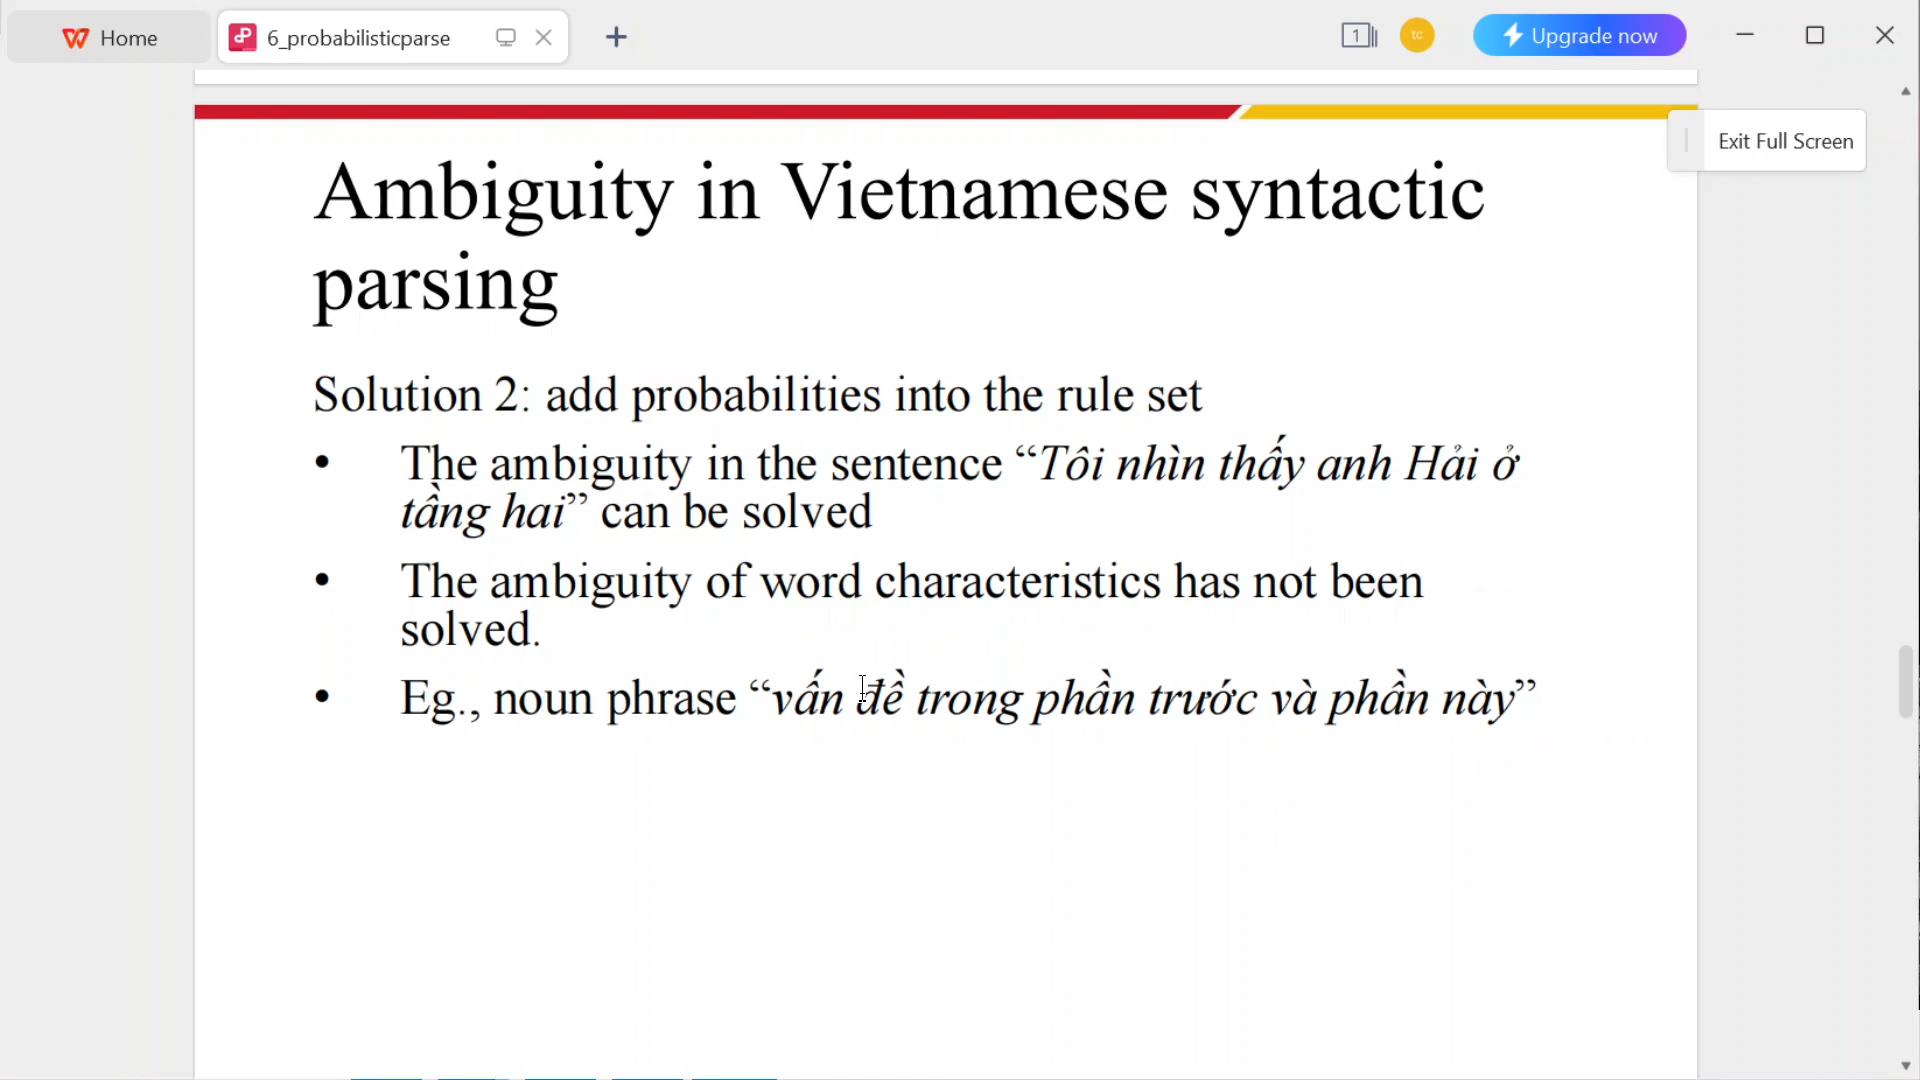 Home
6_probabilisticparse
1
tc
Upgrade now
Exit Full Screen
Ambiguity in Vietnamese syntactic
parsing
Solution 2: add probabilities into the rule set
• The ambiguity in the sentence “Tôi nhìn thấy anh Hải ở
tầng hai” can be solved
• The ambiguity of word characteristics has not been
solved.
• Eg., noun phrase “vấn đề trong phần trước và phần này”